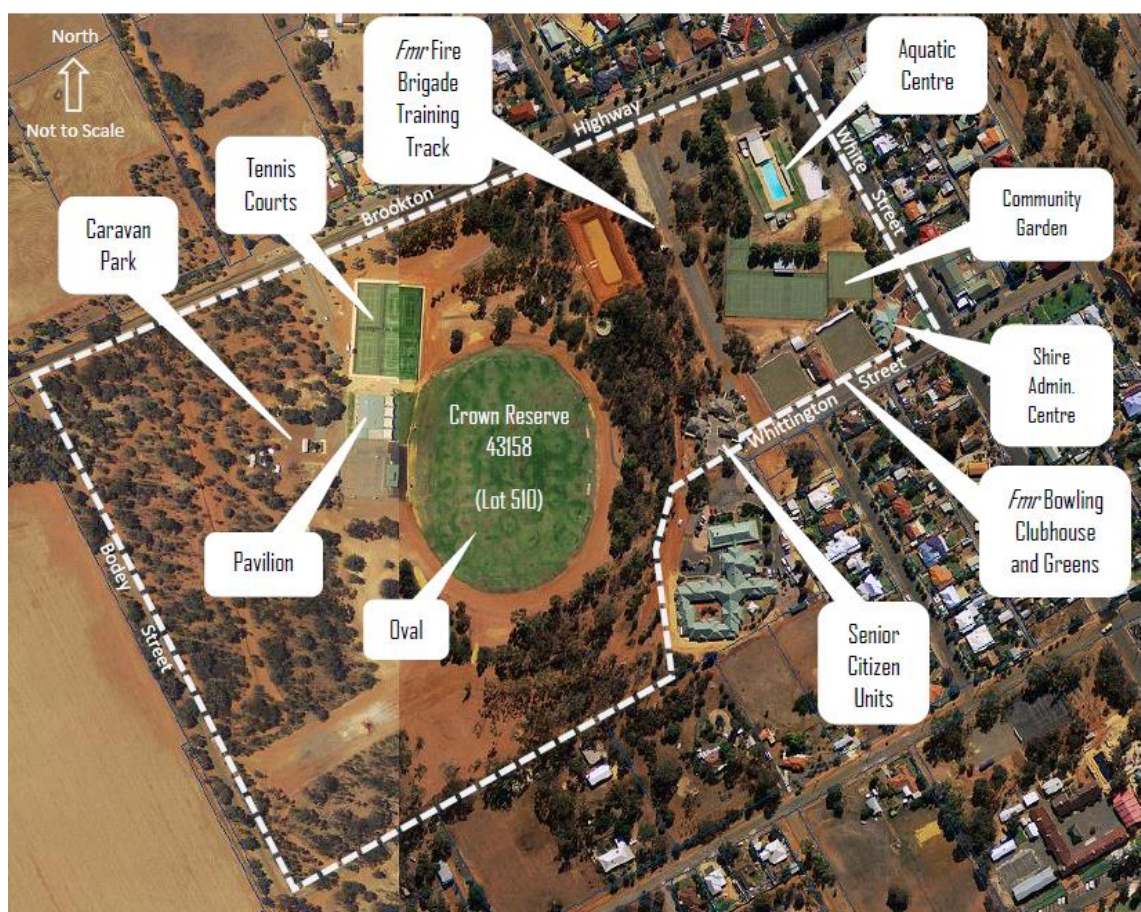 North
Not to Scale
Fmr Fire
Brigade
Training
Track
Aquatic
Centre
Tennis
Courts
Caravan
Park
Brookton
Highway
White
Street
Community
Garden
Shire
Admin.
Centre
Whittington
Street
Crown Reserve
43158
(Lot 510)
Fmr Bowling
Clubhouse
and Greens
Pavilion
Oval
Senior
Citizen
Units
Bodey
Street